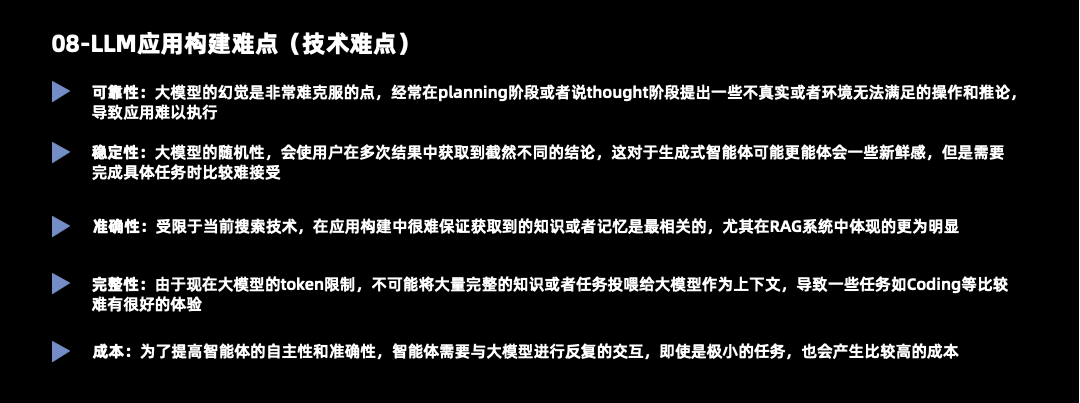 08-LLM应用构建难点（技术难点）
可靠性：大模型的幻觉是非常难克服的点，经常在planning阶段或者说thought阶段提出一些不真实或者环境无法满足的操作和推论，
导致应用难以执行
稳定性：大模型的随机性，会使用户在多次结果中获取到截然不同的结论，这对于生成式智能体可能更能体会一些新鲜感，但是需要
完成具体任务时比较难接受
准确性：受限于当前搜索技术，在应用构建中很难保证获取到的知识或者记忆是最相关的，尤其在RAG系统中体现的更为明显
完整性：由于现在大模型的token限制，不可能将大量完整的知识或者任务投喂给大模型作为上下文，导致一些任务如Coding等比较
难有很好的体验
成本：为了提高智能体的自主性和准确性，智能体需要与大模型进行反复的交互，即使是极小的任务，也会产生比较高的成本